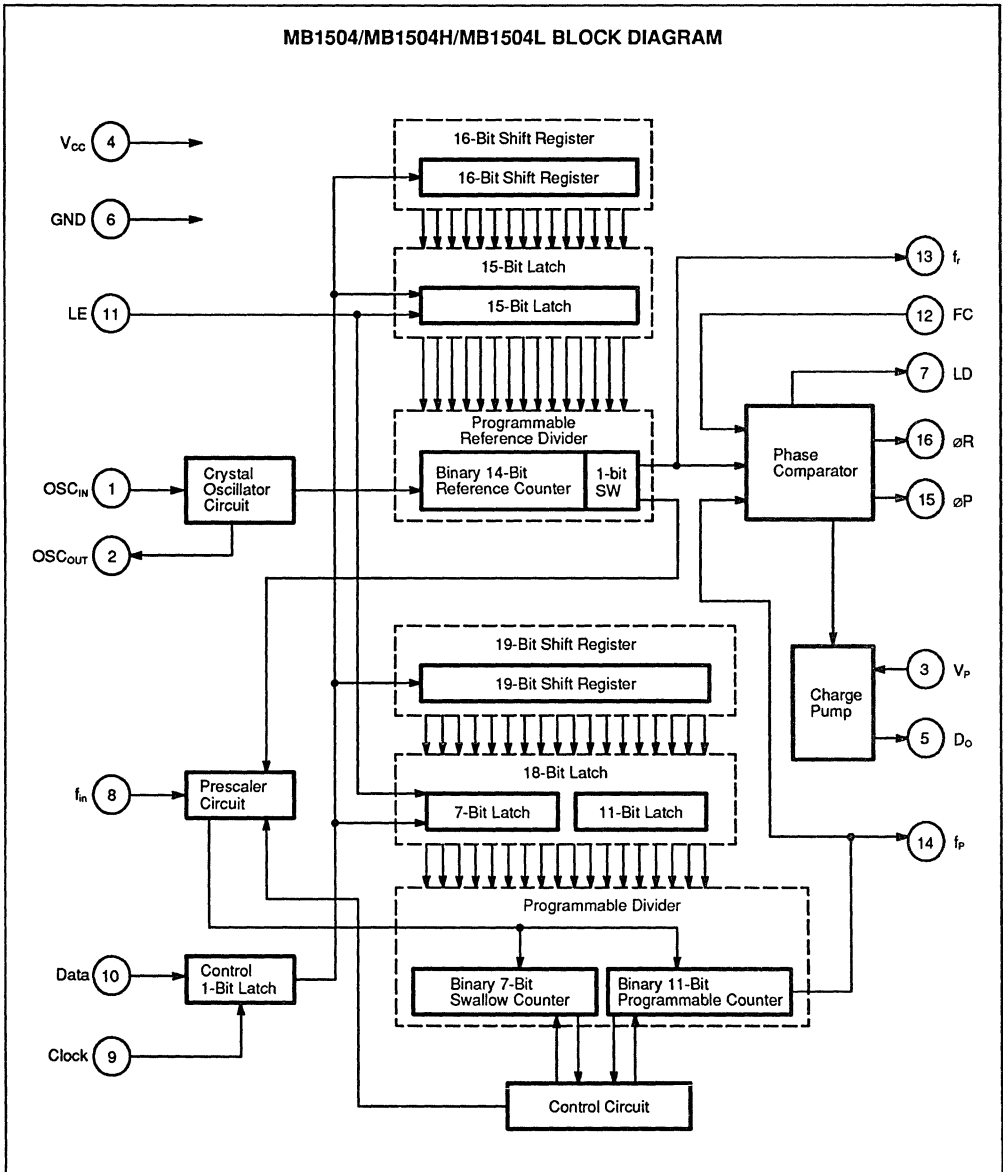 MB1504/MB1504H/MB1504L BLOCK DIAGRAM
V_CC 4
GND 6
LE 11
OSC_IN 1
OSC_OUT 2
f_in 8
Data 10
Clock 9
16-Bit Shift Register
16-Bit Shift Register
15-Bit Latch
15-Bit Latch
Programmable
Reference Divider
Binary 14-Bit
Reference Counter
1-bit
SW
Crystal
Oscillator
Circuit
19-Bit Shift Register
19-Bit Shift Register
18-Bit Latch
7-Bit Latch
11-Bit Latch
Prescaler
Circuit
Programmable Divider
Binary 7-Bit
Swallow Counter
Binary 11-Bit
Programmable Counter
Control
1-Bit Latch
Control Circuit
Phase
Comparator
Charge
Pump
13 f_r
12 FC
7 LD
16 øR
15 øP
3 V_P
5 D_O
14 f_P